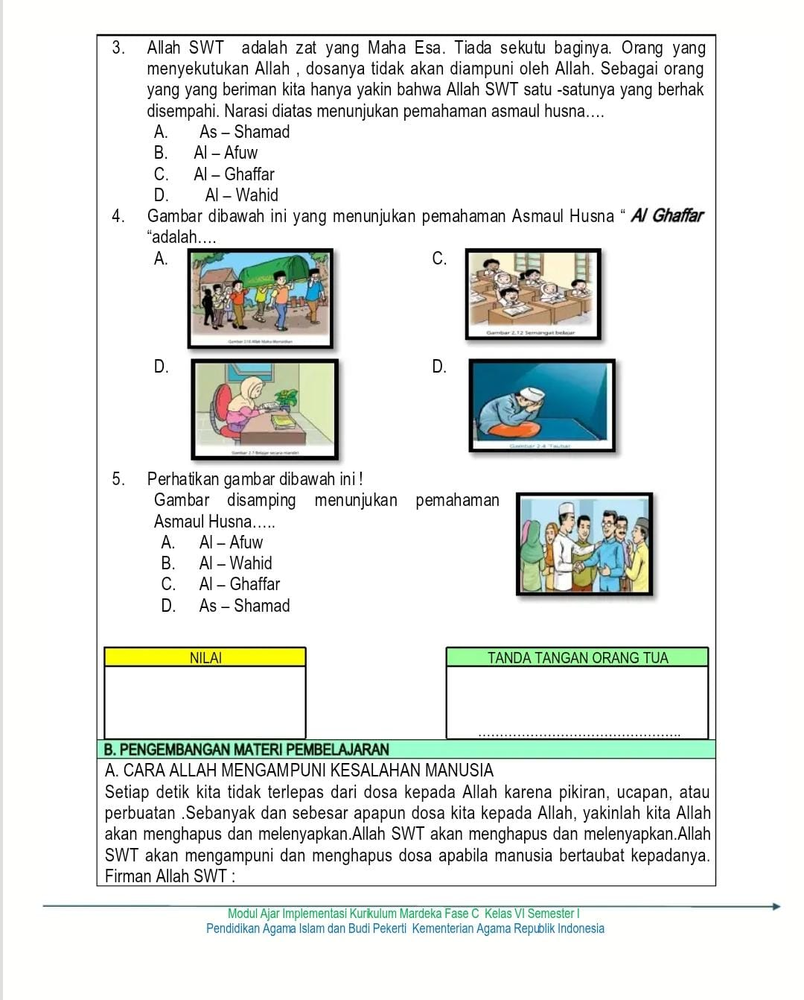 3. Allah SWT adalah zat yang Maha Esa. Tiada sekutu baginya. Orang yang
menyekutukan Allah , dosanya tidak akan diampuni oleh Allah. Sebagai orang
yang yang beriman kita hanya yakin bahwa Allah SWT satu -satunya yang berhak
disempahi. Narasi diatas menunjukan pemahaman asmaul husna....
A. As – Shamad
B. Al – Afuw
C. Al – Ghaffar
D. Al – Wahid
4. Gambar dibawah ini yang menunjukan pemahaman Asmaul Husna “ Al Ghaffar
“adalah....
A.
Gambar 2.10 Allah Maha Mematikan
C.
Gambar 2.12 Semangat belajar
D.
Gambar 2.7 Belajar secara mandiri
D.
Gambar 2.4 Taubat
5. Perhatikan gambar dibawah ini !
Gambar disamping menunjukan pemahaman
Asmaul Husna.....
A. Al – Afuw
B. Al – Wahid
C. Al – Ghaffar
D. As – Shamad
NILAI
TANDA TANGAN ORANG TUA
...............................................
B. PENGEMBANGAN MATERI PEMBELAJARAN
A. CARA ALLAH MENGAMPUNI KESALAHAN MANUSIA
Setiap detik kita tidak terlepas dari dosa kepada Allah karena pikiran, ucapan, atau
perbuatan .Sebanyak dan sebesar apapun dosa kita kepada Allah, yakinlah kita Allah
akan menghapus dan melenyapkan.Allah SWT akan menghapus dan melenyapkan.Allah
SWT akan mengampuni dan menghapus dosa apabila manusia bertaubat kepadanya.
Firman Allah SWT :
Modul Ajar Implementasi Kurikulum Mardeka Fase C Kelas VI Semester I
Pendidikan Agama Islam dan Budi Pekerti Kementerian Agama Republik Indonesia